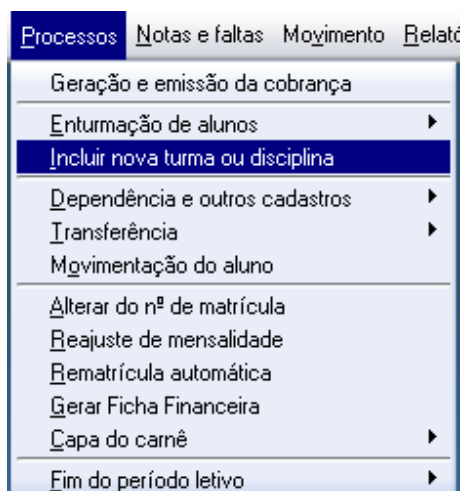 Processos Notas e faltas Movimento Relató
Geração e emissão da cobrança
Enturmação de alunos
Incluir nova turma ou disciplina
Dependência e outros cadastros
Transferência
Movimentação do aluno
Alterar do nº de matrícula
Reajuste de mensalidade
Rematrícula automática
Gerar Ficha Financeira
Capa do carnê
Fim do período letivo